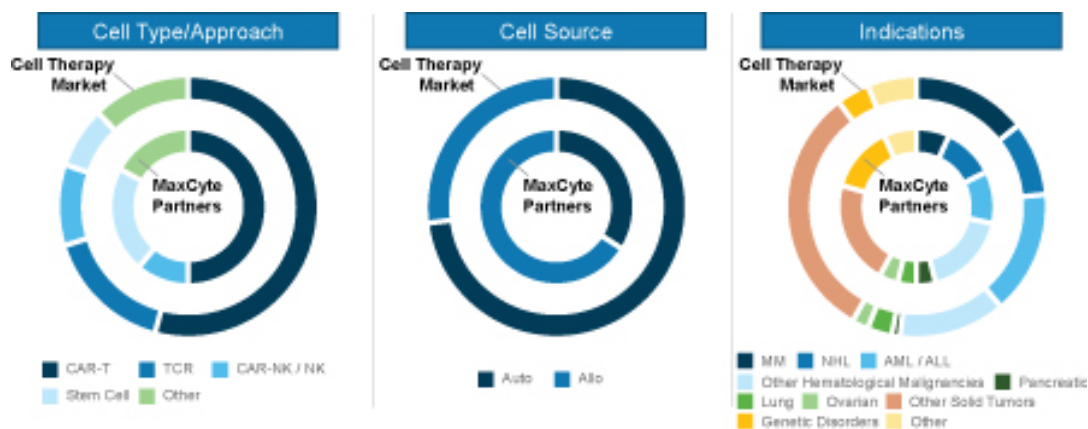 Cell Type/Approach
Cell Therapy
Market
MaxCyte
Partners
CAR-T
TCR
CAR-NK / NK
Stem Cell
Other
Cell Source
Cell Therapy
Market
MaxCyte
Partners
Auto
Allo
Indications
Cell Therapy
Market
MaxCyte
Partners
MM
NHL
AML / ALL
Other Hematological Malignancies
Pancreatic
Lung
Ovarian
Other Solid Tumors
Genetic Disorders
Other